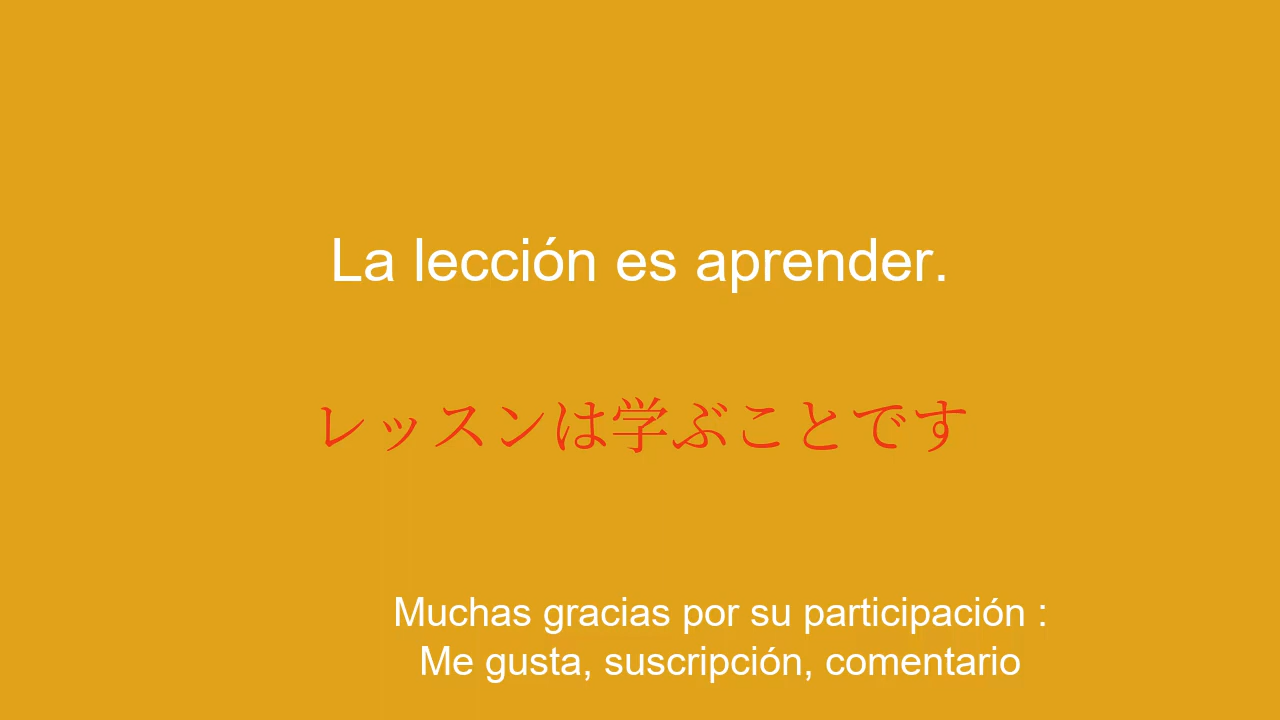 La lección es aprender.
レッスンは学ぶことです
Muchas gracias por su participación :
Me gusta, suscripción, comentario